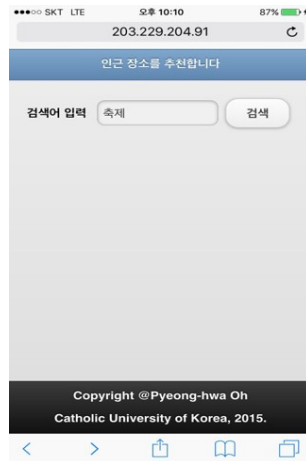 ●●●○○ SKT LTE 오후 10:10 87%
203.229.204.91
인근 장소를 추천합니다
검색어 입력 축제 검색
Copyright @Pyeong-hwa Oh
Catholic University of Korea, 2015.